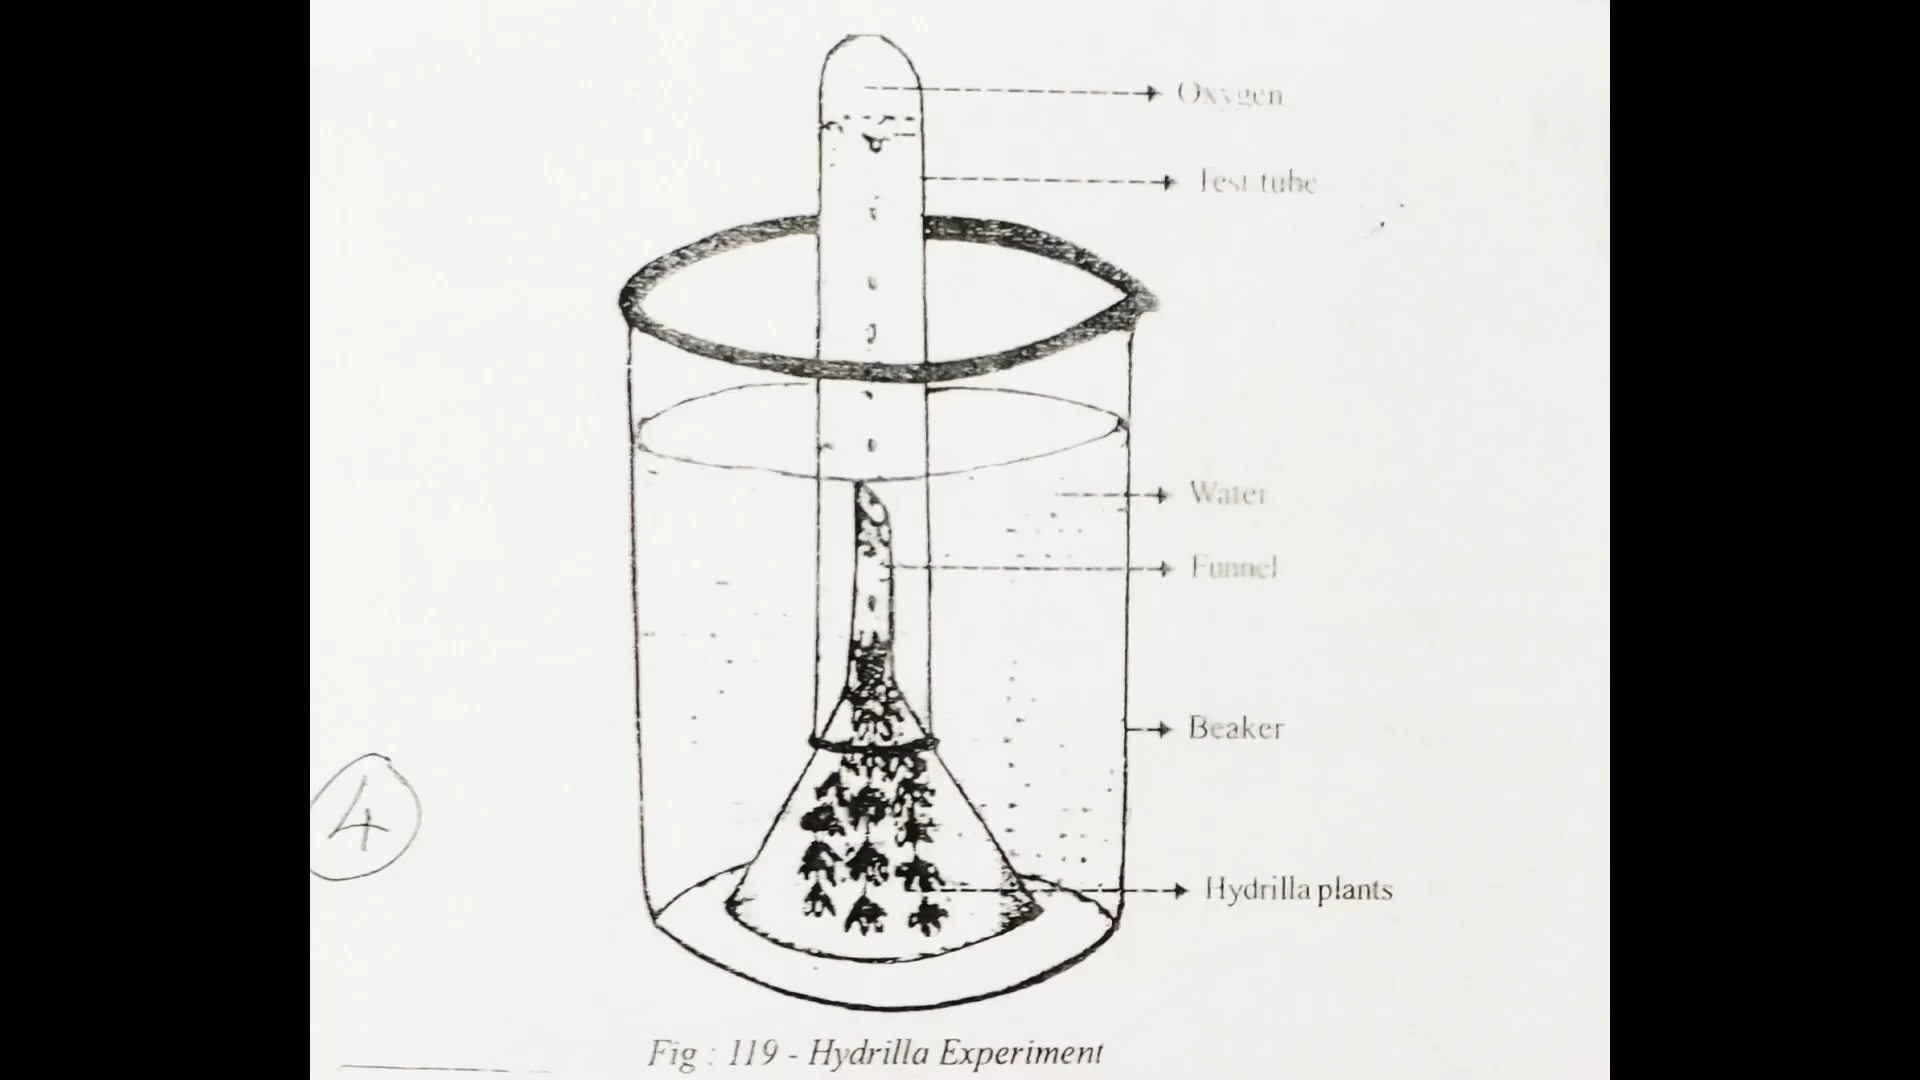 Oxygen
Test tube
Water
Funnel
Beaker
4
Hydrilla plants
Fig : 119 - Hydrilla Experiment